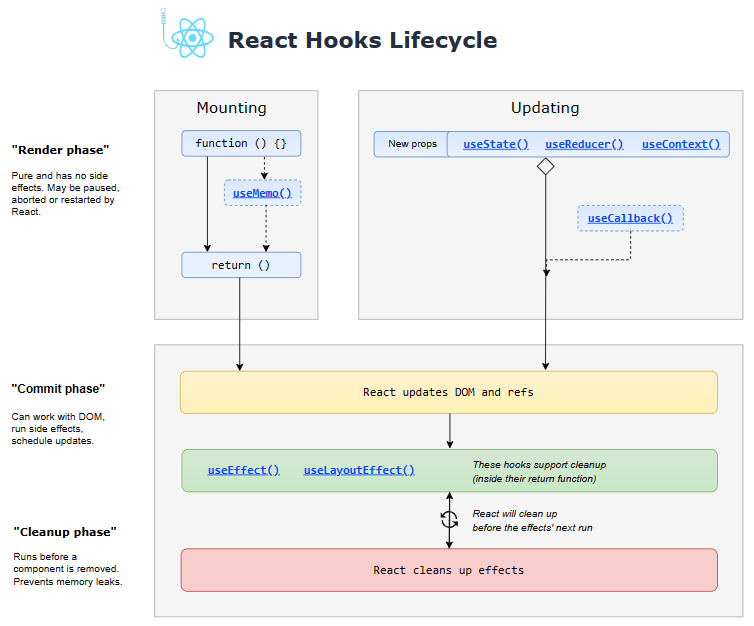 React Hooks Lifecycle
Mounting
Updating
"Render phase"
Pure and has no side
effects. May be paused,
aborted or restarted by
React.
function () {}
useMemo()
return ()
New props
useState() useReducer() useContext()
useCallback()
"Commit phase"
Can work with DOM,
run side effects,
schedule updates.
React updates DOM and refs
useEffect() useLayoutEffect()
These hooks support cleanup
(inside their return function)
React will clean up
before the effects' next run
"Cleanup phase"
Runs before a
component is removed.
Prevents memory leaks.
React cleans up effects